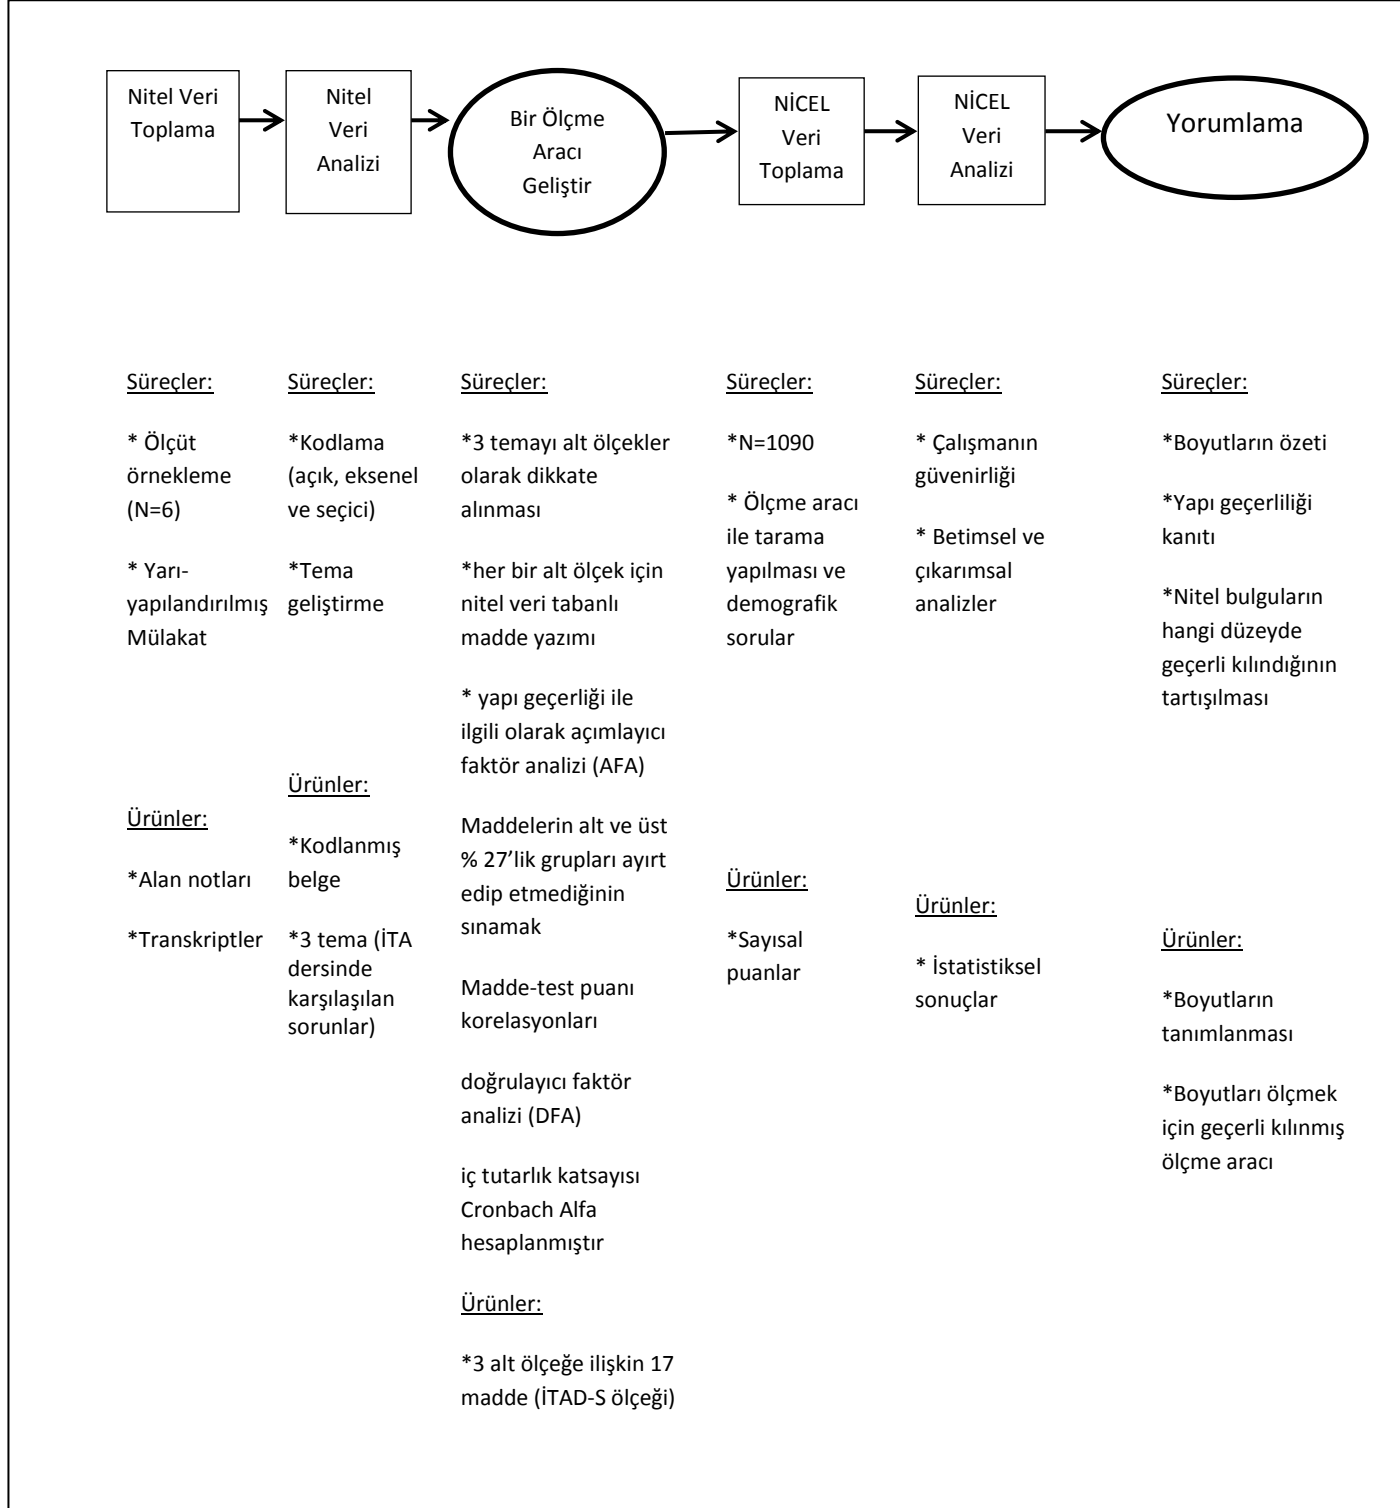 Nitel Veri
Toplama
Nitel
Veri
Analizi
Bir Ölçme
Aracı
Geliştir
NİCEL
Veri
Toplama
NİCEL
Veri
Analizi
Yorumlama
Süreçler:
* Ölçüt
örnekleme
(N=6)
* Yarı-
yapılandırılmış
Mülakat
Ürünler:
*Alan notları
*Transkriptler
Süreçler:
*Kodlama
(açık, eksenel
ve seçici)
*Tema
geliştirme
Ürünler:
*Kodlanmış
belge
*3 tema (İTA
dersinde
karşılaşılan
sorunlar)
Süreçler:
*3 temayı alt ölçekler
olarak dikkate
alınması
*her bir alt ölçek için
nitel veri tabanlı
madde yazımı
* yapı geçerliği ile
ilgili olarak açımlayıcı
faktör analizi (AFA)
Maddelerin alt ve üst
% 27’lik grupları ayırt
edip etmediğinin
sınamak
Madde-test puanı
korelasyonları
doğrulayıcı faktör
analizi (DFA)
iç tutarlık katsayısı
Cronbach Alfa
hesaplanmıştır
Ürünler:
*3 alt ölçeğe ilişkin 17
madde (İTAD-S ölçeği)
Süreçler:
*N=1090
* Ölçme aracı
ile tarama
yapılması ve
demografik
sorular
Ürünler:
*Sayısal
puanlar
Süreçler:
* Çalışmanın
güvenirliği
* Betimsel ve
çıkarımsal
analizler
Ürünler:
* İstatistiksel
sonuçlar
Süreçler:
*Boyutların özeti
*Yapı geçerliliği
kanıtı
*Nitel bulguların
hangi düzeyde
geçerli kılındığının
tartışılması
Ürünler:
*Boyutların
tanımlanması
*Boyutları ölçmek
için geçerli kılınmış
ölçme aracı